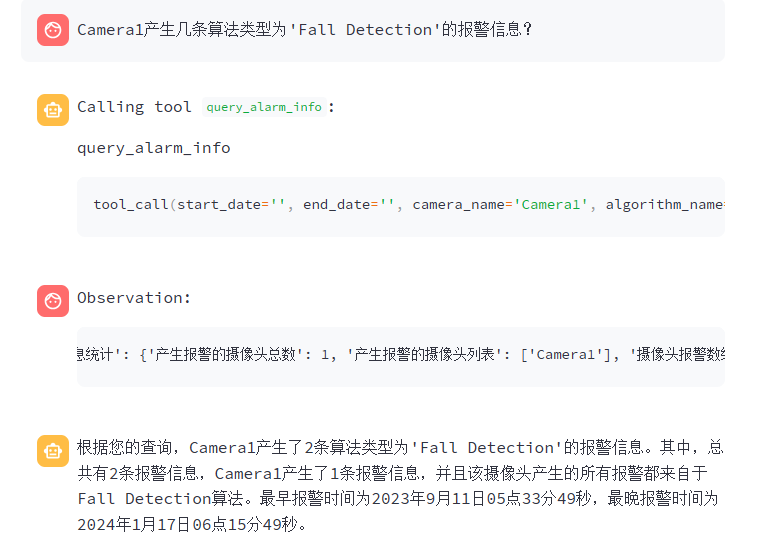 Camera1产生几条算法类型为'Fall Detection'的报警信息?
Calling tool query_alarm_info:
query_alarm_info
tool_call(start_date='', end_date='', camera_name='Camera1', algorithm_name=
Observation:
息统计': {'产生报警的摄像头总数': 1, '产生报警的摄像头列表': ['Camera1'], '摄像头报警数
根据您的查询，Camera1产生了2条算法类型为'Fall Detection'的报警信息。其中，总
共有2条报警信息，Camera1产生了1条报警信息，并且该摄像头产生的所有报警都来自于
Fall Detection算法。最早报警时间为2023年9月11日05点33分49秒，最晚报警时间为
2024年1月17日06点15分49秒。